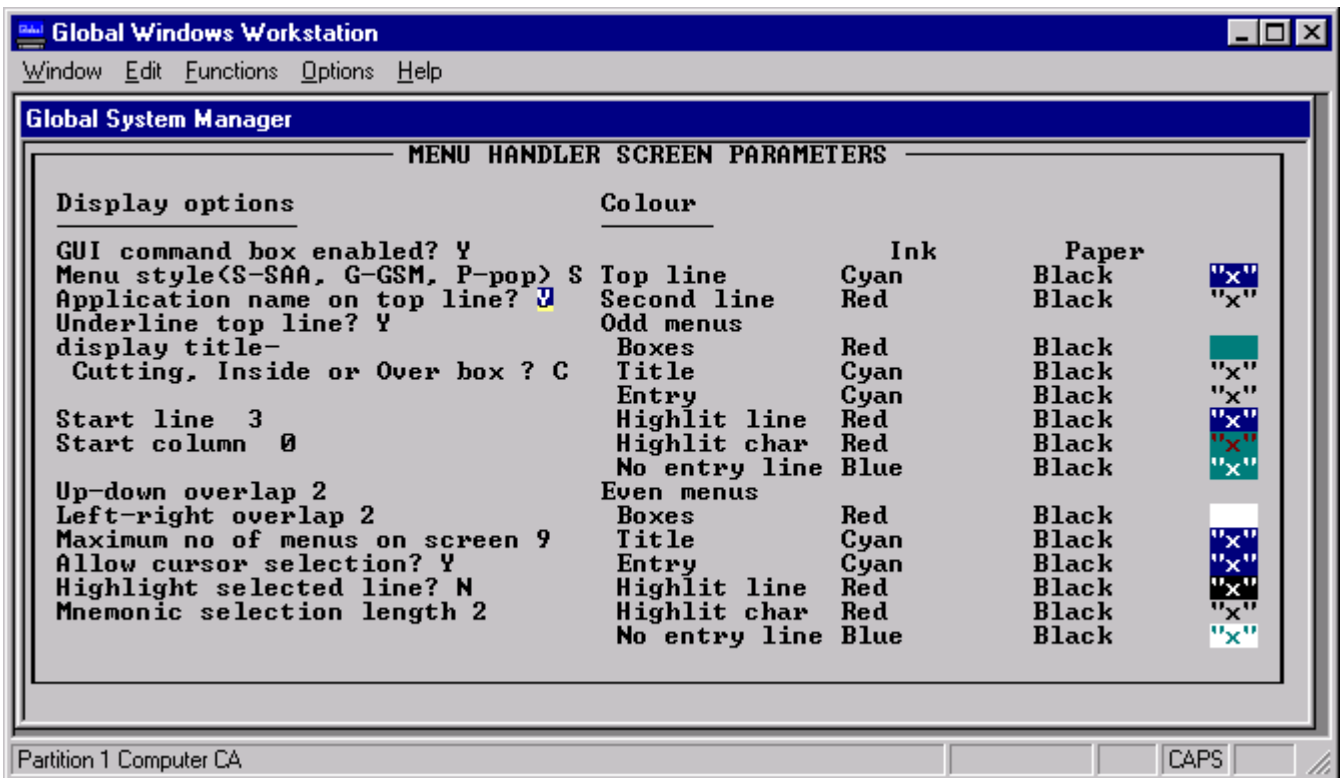 Global Windows Workstation
Window Edit Functions Options Help
Global System Manager
MENU HANDLER SCREEN PARAMETERS
Display options Colour
GUI command box enabled? Y Ink Paper
Menu style(S-SAA, G-GSM, P-pop) S Top line Cyan Black "x"
Application name on top line? Y Second line Red Black "x"
Underline top line? Y Odd menus
display title- Boxes Red Black
Cutting, Inside or Over box ? C Title Cyan Black "x"
Entry Cyan Black "x"
Start line 3 Highlit line Red Black "x"
Start column 0 Highlit char Red Black "x"
No entry line Blue Black "x"
Up-down overlap 2 Even menus
Left-right overlap 2 Boxes Red Black
Maximum no of menus on screen 9 Title Cyan Black "x"
Allow cursor selection? Y Entry Cyan Black "x"
Highlight selected line? N Highlit line Red Black "x"
Mnemonic selection length 2 Highlit char Red Black "x"
No entry line Blue Black "x"
Partition 1 Computer CA CAPS